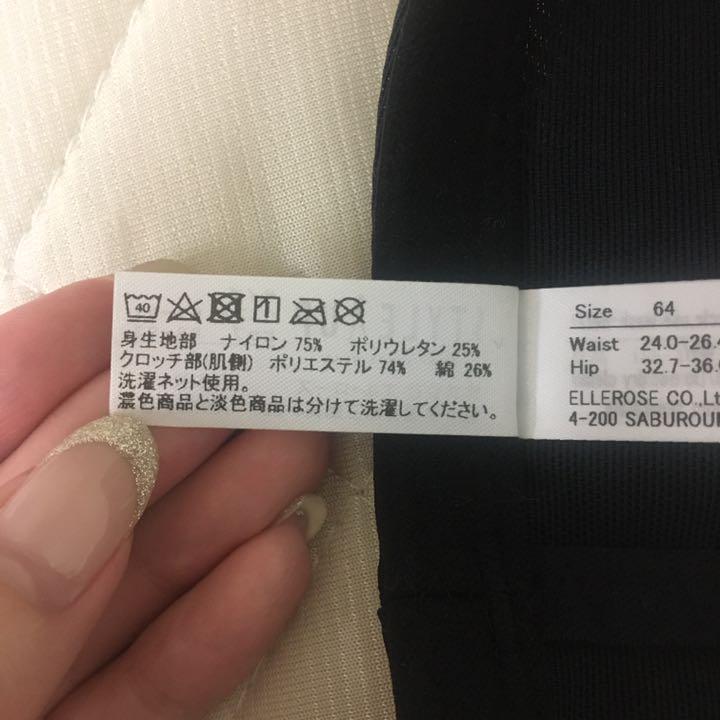 40
身生地部 ナイロン 75% ポリウレタン 25%
クロッチ部(肌側) ポリエステル 74% 綿 26%
洗濯ネット使用。
濃色商品と淡色商品は分けて洗濯してください。
Size 64
Waist 24.0-26.4
Hip 32.7-36.
ELLEROSE CO.,Lt
4-200 SABUROU